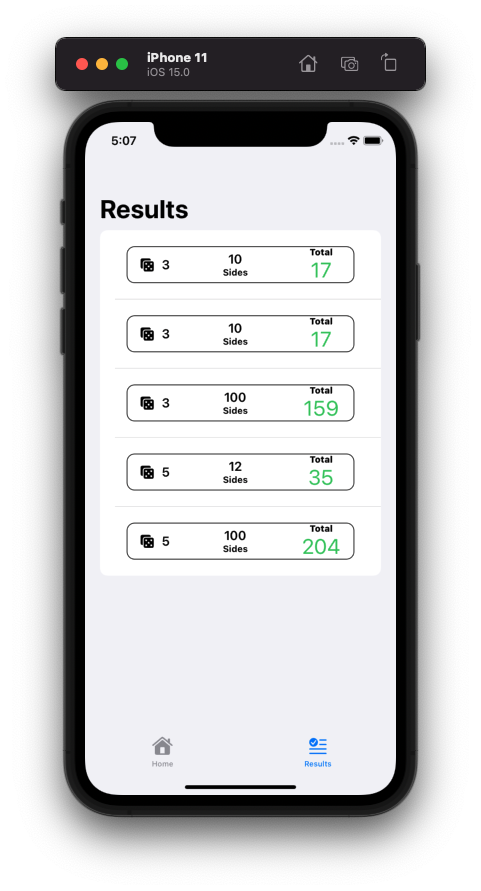 iPhone 11
iOS 15.0
5:07
Results
3
10
Sides
Total
17
3
10
Sides
Total
17
3
100
Sides
Total
159
5
12
Sides
Total
35
5
100
Sides
Total
204
Home
Results